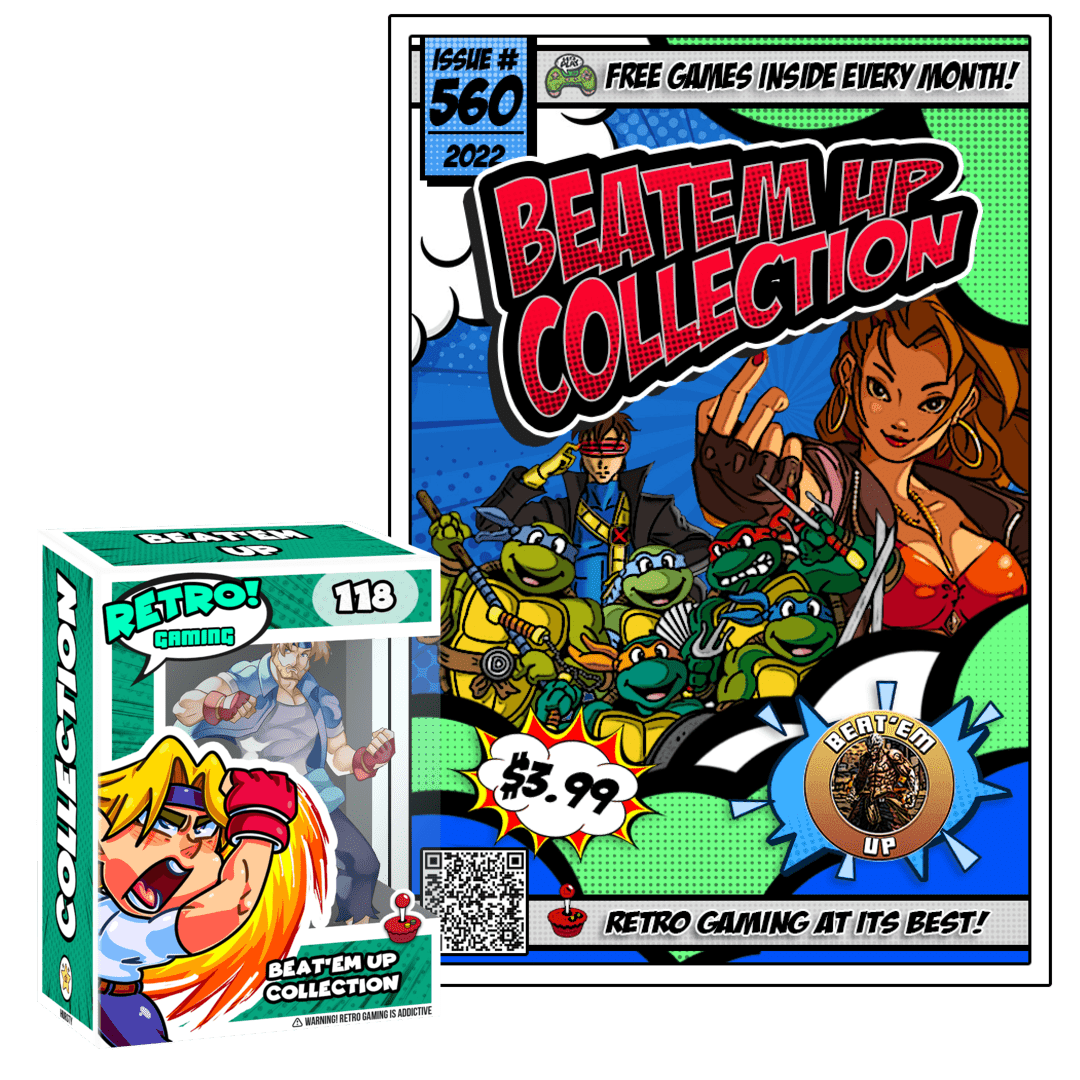 ISSUE #
560
2022
FREE GAMES INSIDE EVERY MONTH!
BEATEM UP
COLLECTION
$3.99
BEAT'EM
UP
RETRO GAMING AT ITS BEST!
BEAT'EM
UP
COLLECTION
RETRO!
GAMING
118
BEAT'EM UP
COLLECTION
WARNING! RETRO GAMING IS ADDICTIVE